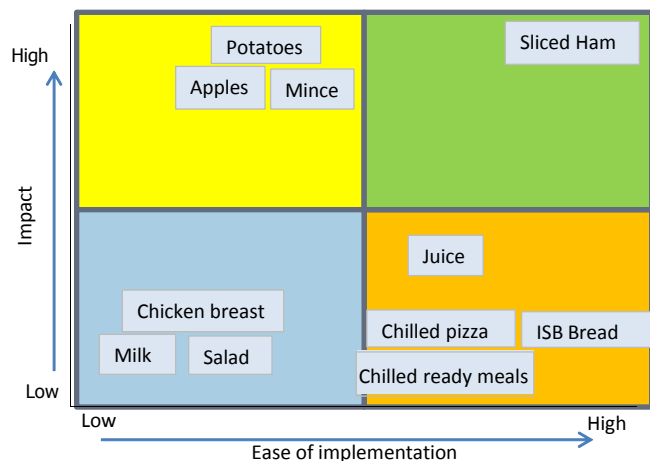 High
Potatoes
Sliced Ham
Apples
Mince
Impact
Juice
Chicken breast
Chilled pizza
ISB Bread
Milk
Salad
Chilled ready meals
Low
Low
High
Ease of implementation